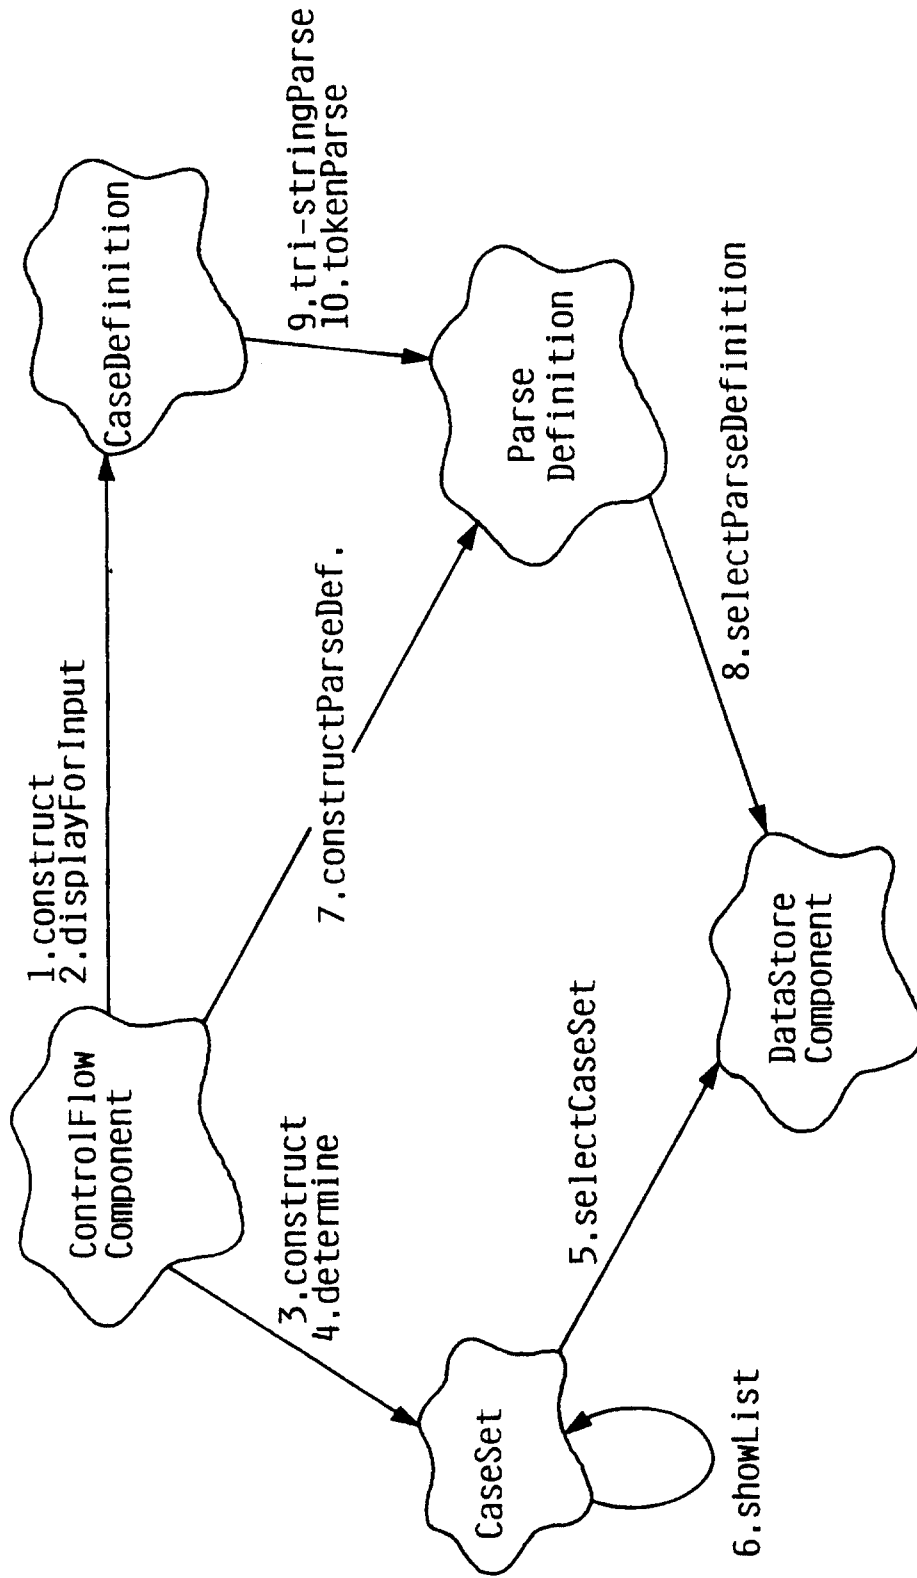 ControlFlow
Component
1.construct
2.displayForInput
CaseDefinition
3.construct
4.determine
7.constructParseDef.
9.tri-stringParse
10.tokenParse
CaseSet
Parse
Definition
5.selectCaseSet
8.selectParseDefinition
6.showList
DataStore
Component